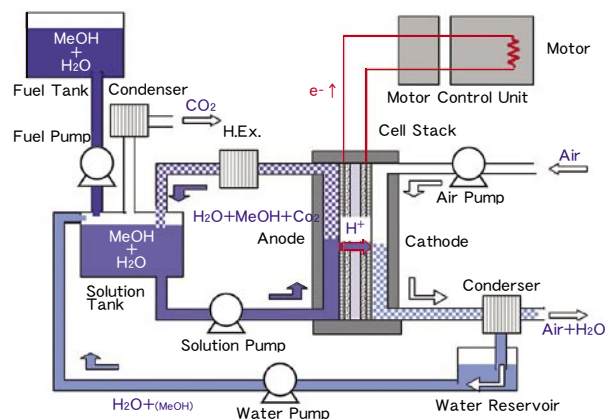 MeOH
+
H2O
Fuel Tank
Condenser
CO2
Fuel Pump
H.Ex.
e- ↑
Motor
Motor Control Unit
Cell Stack
Air
Air Pump
MeOH
+
H2O
H2O+MeOH+Co2
Anode
H+
Cathode
Solution
Tank
Solution Pump
Conderser
Air+H2O
H2O+(MeOH)
Water Pump
Water Reservoir